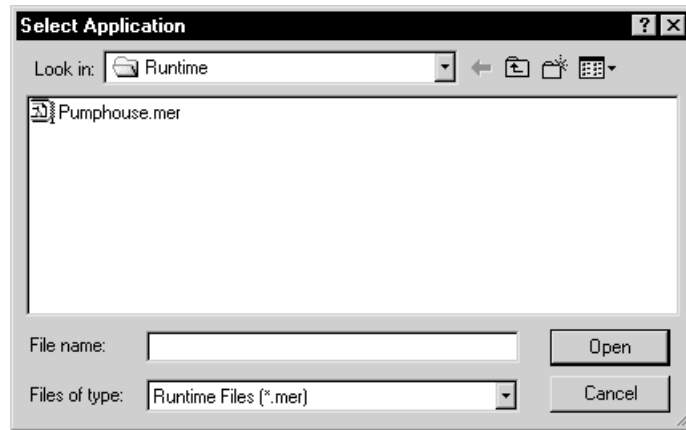 Select Application
Look in: Runtime
Pumphouse.mer
File name:
Open
Files of type: Runtime Files (*.mer)
Cancel